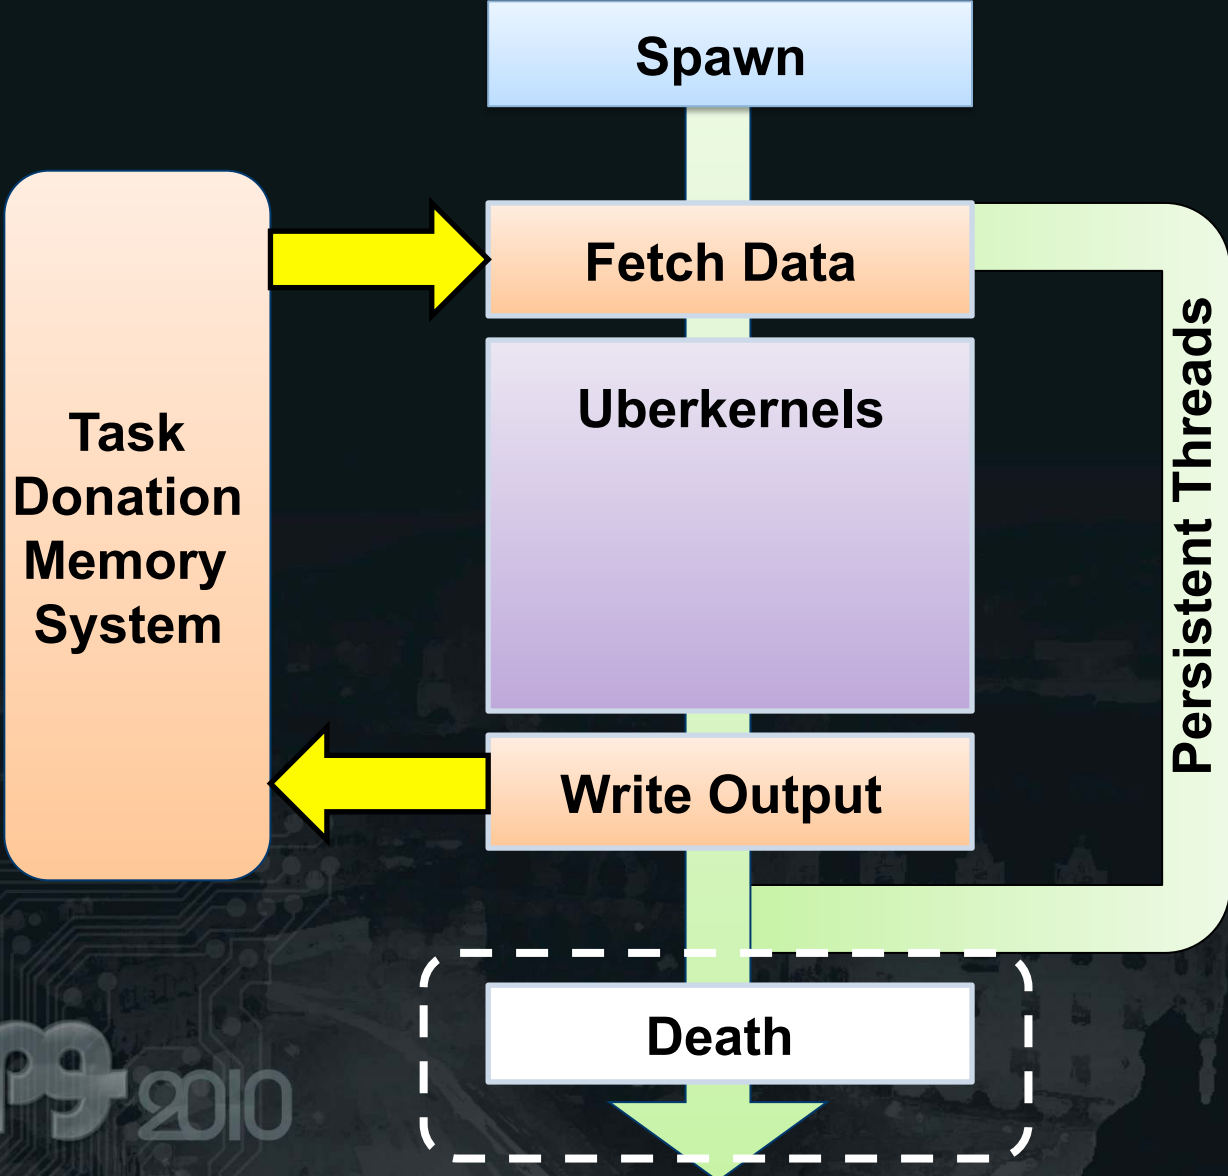 Spawn
Fetch Data
Uberkernels
Task
Donation
Memory
System
Persistent Threads
Write Output
Death
2010